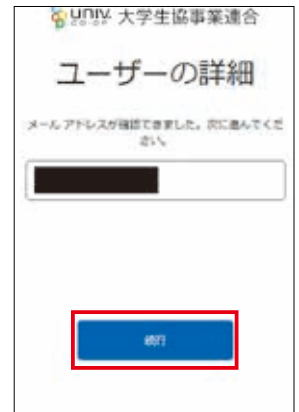 univ. 大学生協事業連合
CO-OP
ユーザーの詳細
メール アドレスが確認できました。次に進んでくだ
さい。
続行